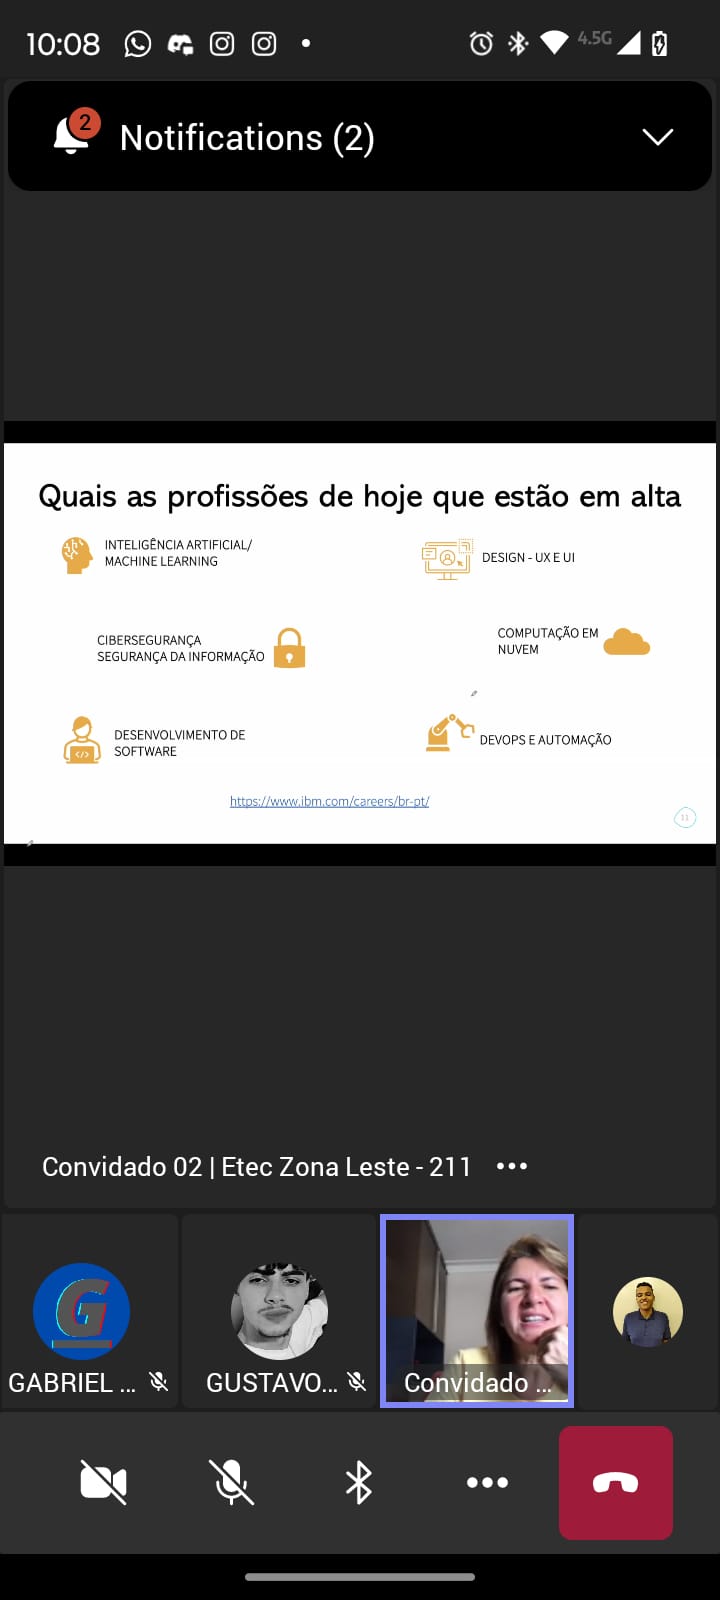 10:08
4.5G
2
Notifications (2)
Quais as profissões de hoje que estão em alta
INTELIGÊNCIA ARTIFICIAL/
MACHINE LEARNING
DESIGN - UX E UI
CIBERSEGURANÇA
SEGURANÇA DA INFORMAÇÃO
COMPUTAÇÃO EM
NUVEM
DESENVOLVIMENTO DE
SOFTWARE
DEVOPS E AUTOMAÇÃO
https://www.ibm.com/careers/br-pt/
11
Convidado 02 | Etec Zona Leste - 211
G
GABRIEL ...
GUSTAVO...
Convidado ...